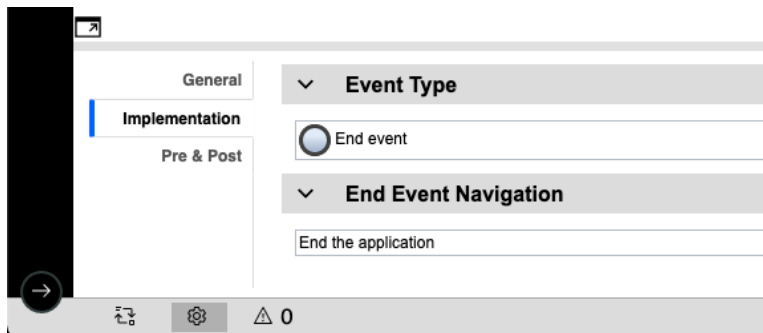 General
Implementation
Pre & Post
Event Type
End event
End Event Navigation
End the application
0